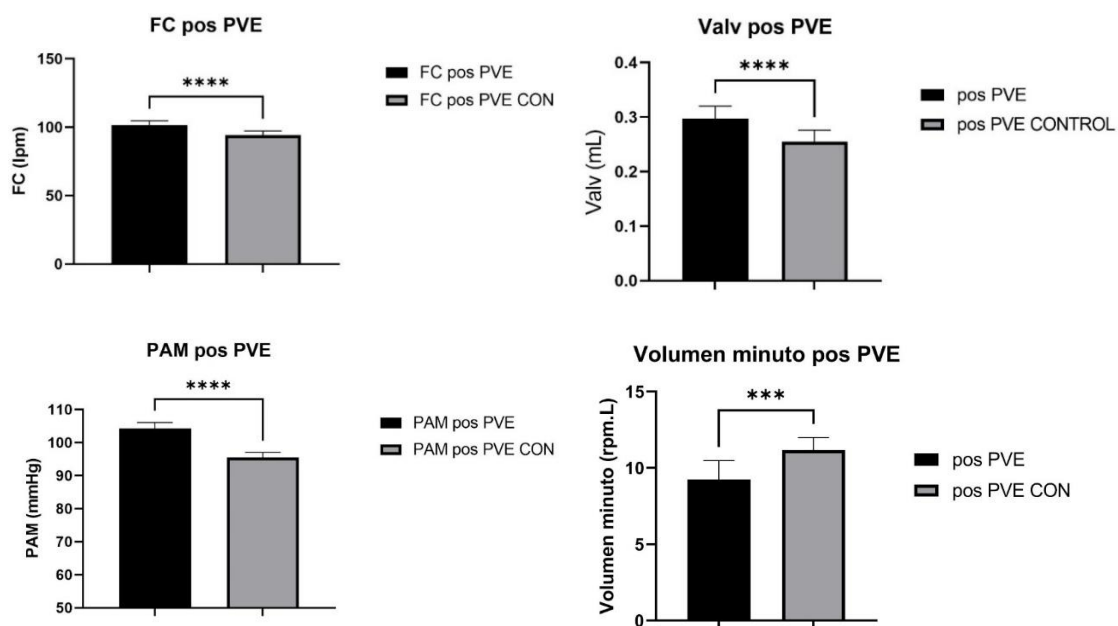 FC pos PVE
150
100
50
0
FC (lpm)
****
FC pos PVE
FC pos PVE CON
Valv pos PVE
0.4
0.3
0.2
0.1
0.0
Valv (mL)
****
pos PVE
pos PVE CONTROL
PAM pos PVE
110
100
90
80
70
60
50
PAM (mmHg)
****
PAM pos PVE
PAM pos PVE CON
Volumen minuto pos PVE
15
10
5
0
Volumen minuto (rpm.L)
***
pos PVE
pos PVE CON